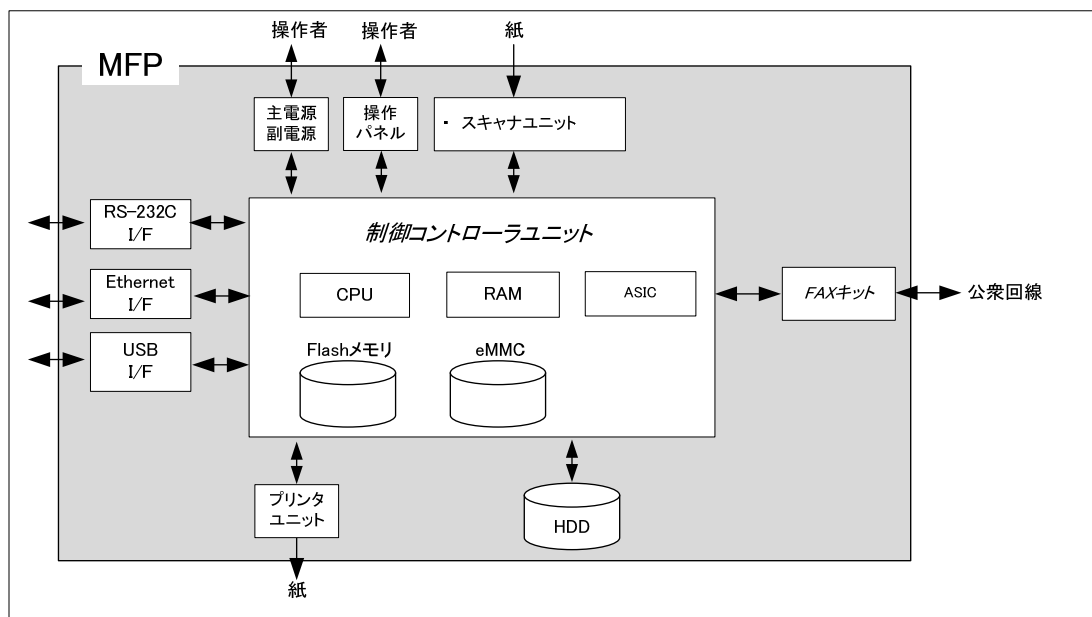 操作者
操作者
紙
MFP
主電源
副電源
操作
パネル
・ スキャナユニット
RS-232C
I/F
制御コントローラユニット
Ethernet
I/F
CPU
RAM
ASIC
FAXキット
公衆回線
USB
I/F
Flashメモリ
eMMC
プリンタ
ユニット
HDD
紙